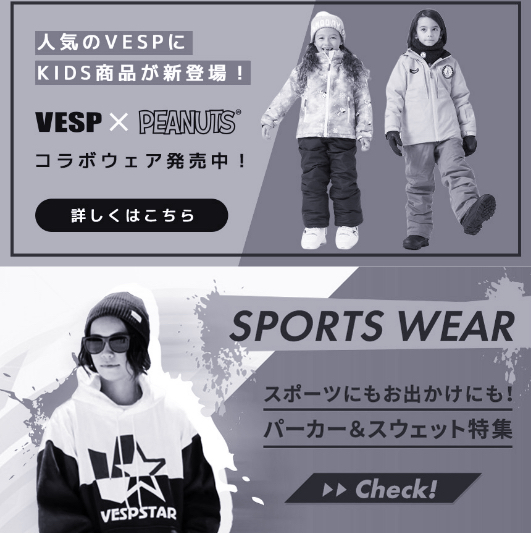 人気のVESPに
KIDS商品が新登場！
VESP × PEANUTS®
コラボウェア発売中！
詳しくはこちら
SPORTS WEAR
スポーツにもお出かけにも！
パーカー&スウェット特集
Check!
VESPSTAR